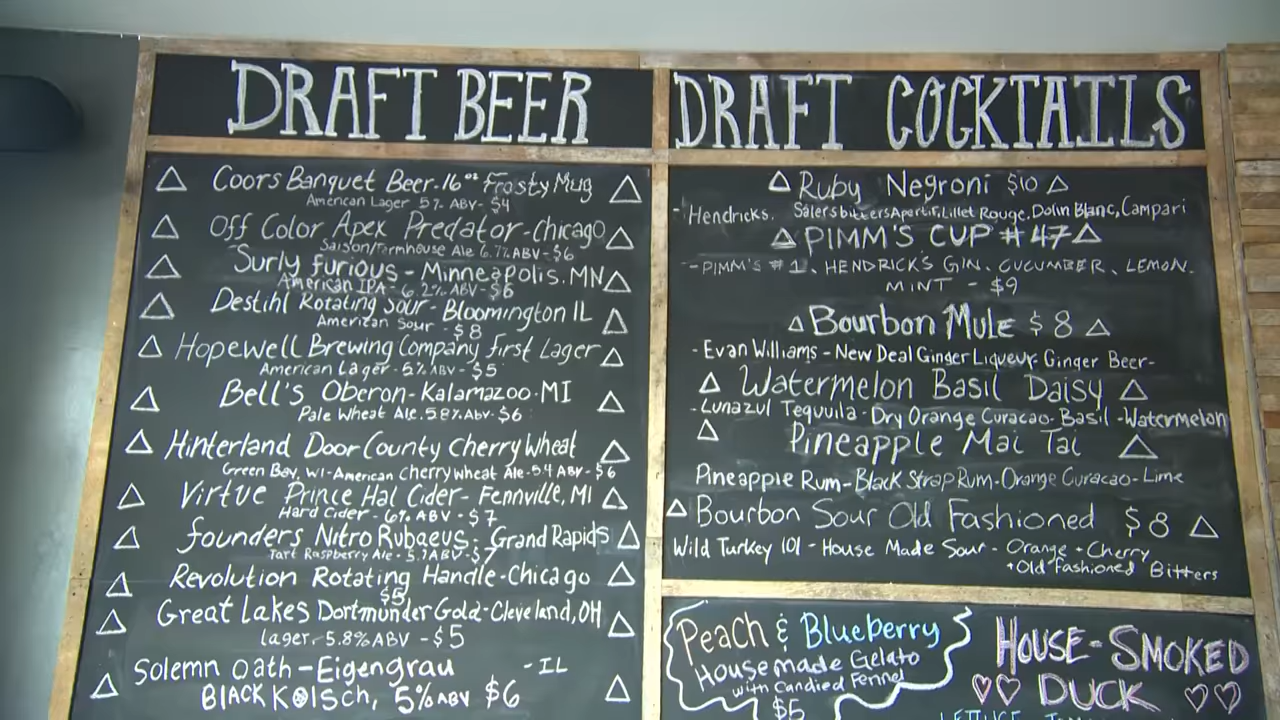 DRAFT BEER
Coors Banquet Beer. 16oz Frosty Mug
American Lager 5% ABV - $4
Off Color Apex Predator - Chicago
Saison/Farmhouse Ale 6.7% ABV - $6
Surly furious - Minneapolis, MN
American IPA - 6.2% ABV - $6
Destihl Rotating Sour - Bloomington IL
American Sour - $8
Hopewell Brewing Company first Lager
American Lager - 5% ABV - $5
Bell's Oberon - Kalamazoo - MI
Pale Wheat Ale. 5.8% ABV - $6
Hinterland Door County Cherry Wheat
Green Bay, WI - American Cherry Wheat Ale - 5.4 ABV - $6
Virtue Prince Hal Cider - Fennville, MI
Hard Cider - 6% ABV - $7
founders Nitro Rubaeus - Grand Rapids
Tart Raspberry Ale - 5.7 ABV - $7
Revolution Rotating Handle - Chicago
$5
Great Lakes Dortmunder Gold - Cleveland, OH
lager - 5.8% ABV - $5
Solemn Oath - Eigengrau - IL
BLACK KOLSCH, 5% ABV $6
DRAFT COCKTAILS
Ruby Negroni $10
- Hendricks. Salers bitters Apertif, Lillet Rouge, Dolin Blanc, Campari
PIMM'S CUP #47
- PIMM'S #1, HENDRICK'S GIN, CUCUMBER, LEMON.
MINT - $9
Bourbon Mule $8
- Evan Williams - New Deal Ginger Liqueur - Ginger Beer -
Watermelon Basil Daisy
- Lunazul Tequuila - Dry Orange Curacao - Basil - Watermelon
Pineapple Mai Tai
Pineapple Rum - Black Strap Rum - Orange Curacao - Lime
Bourbon Sour Old Fashioned $8
Wild Turkey 101 - House Made Sour - Orange + Cherry
+ Old fashioned Bitters
Peach & Blueberry
House made Gelato
with Candied Fennel
$5
HOUSE-SMOKED
DUCK